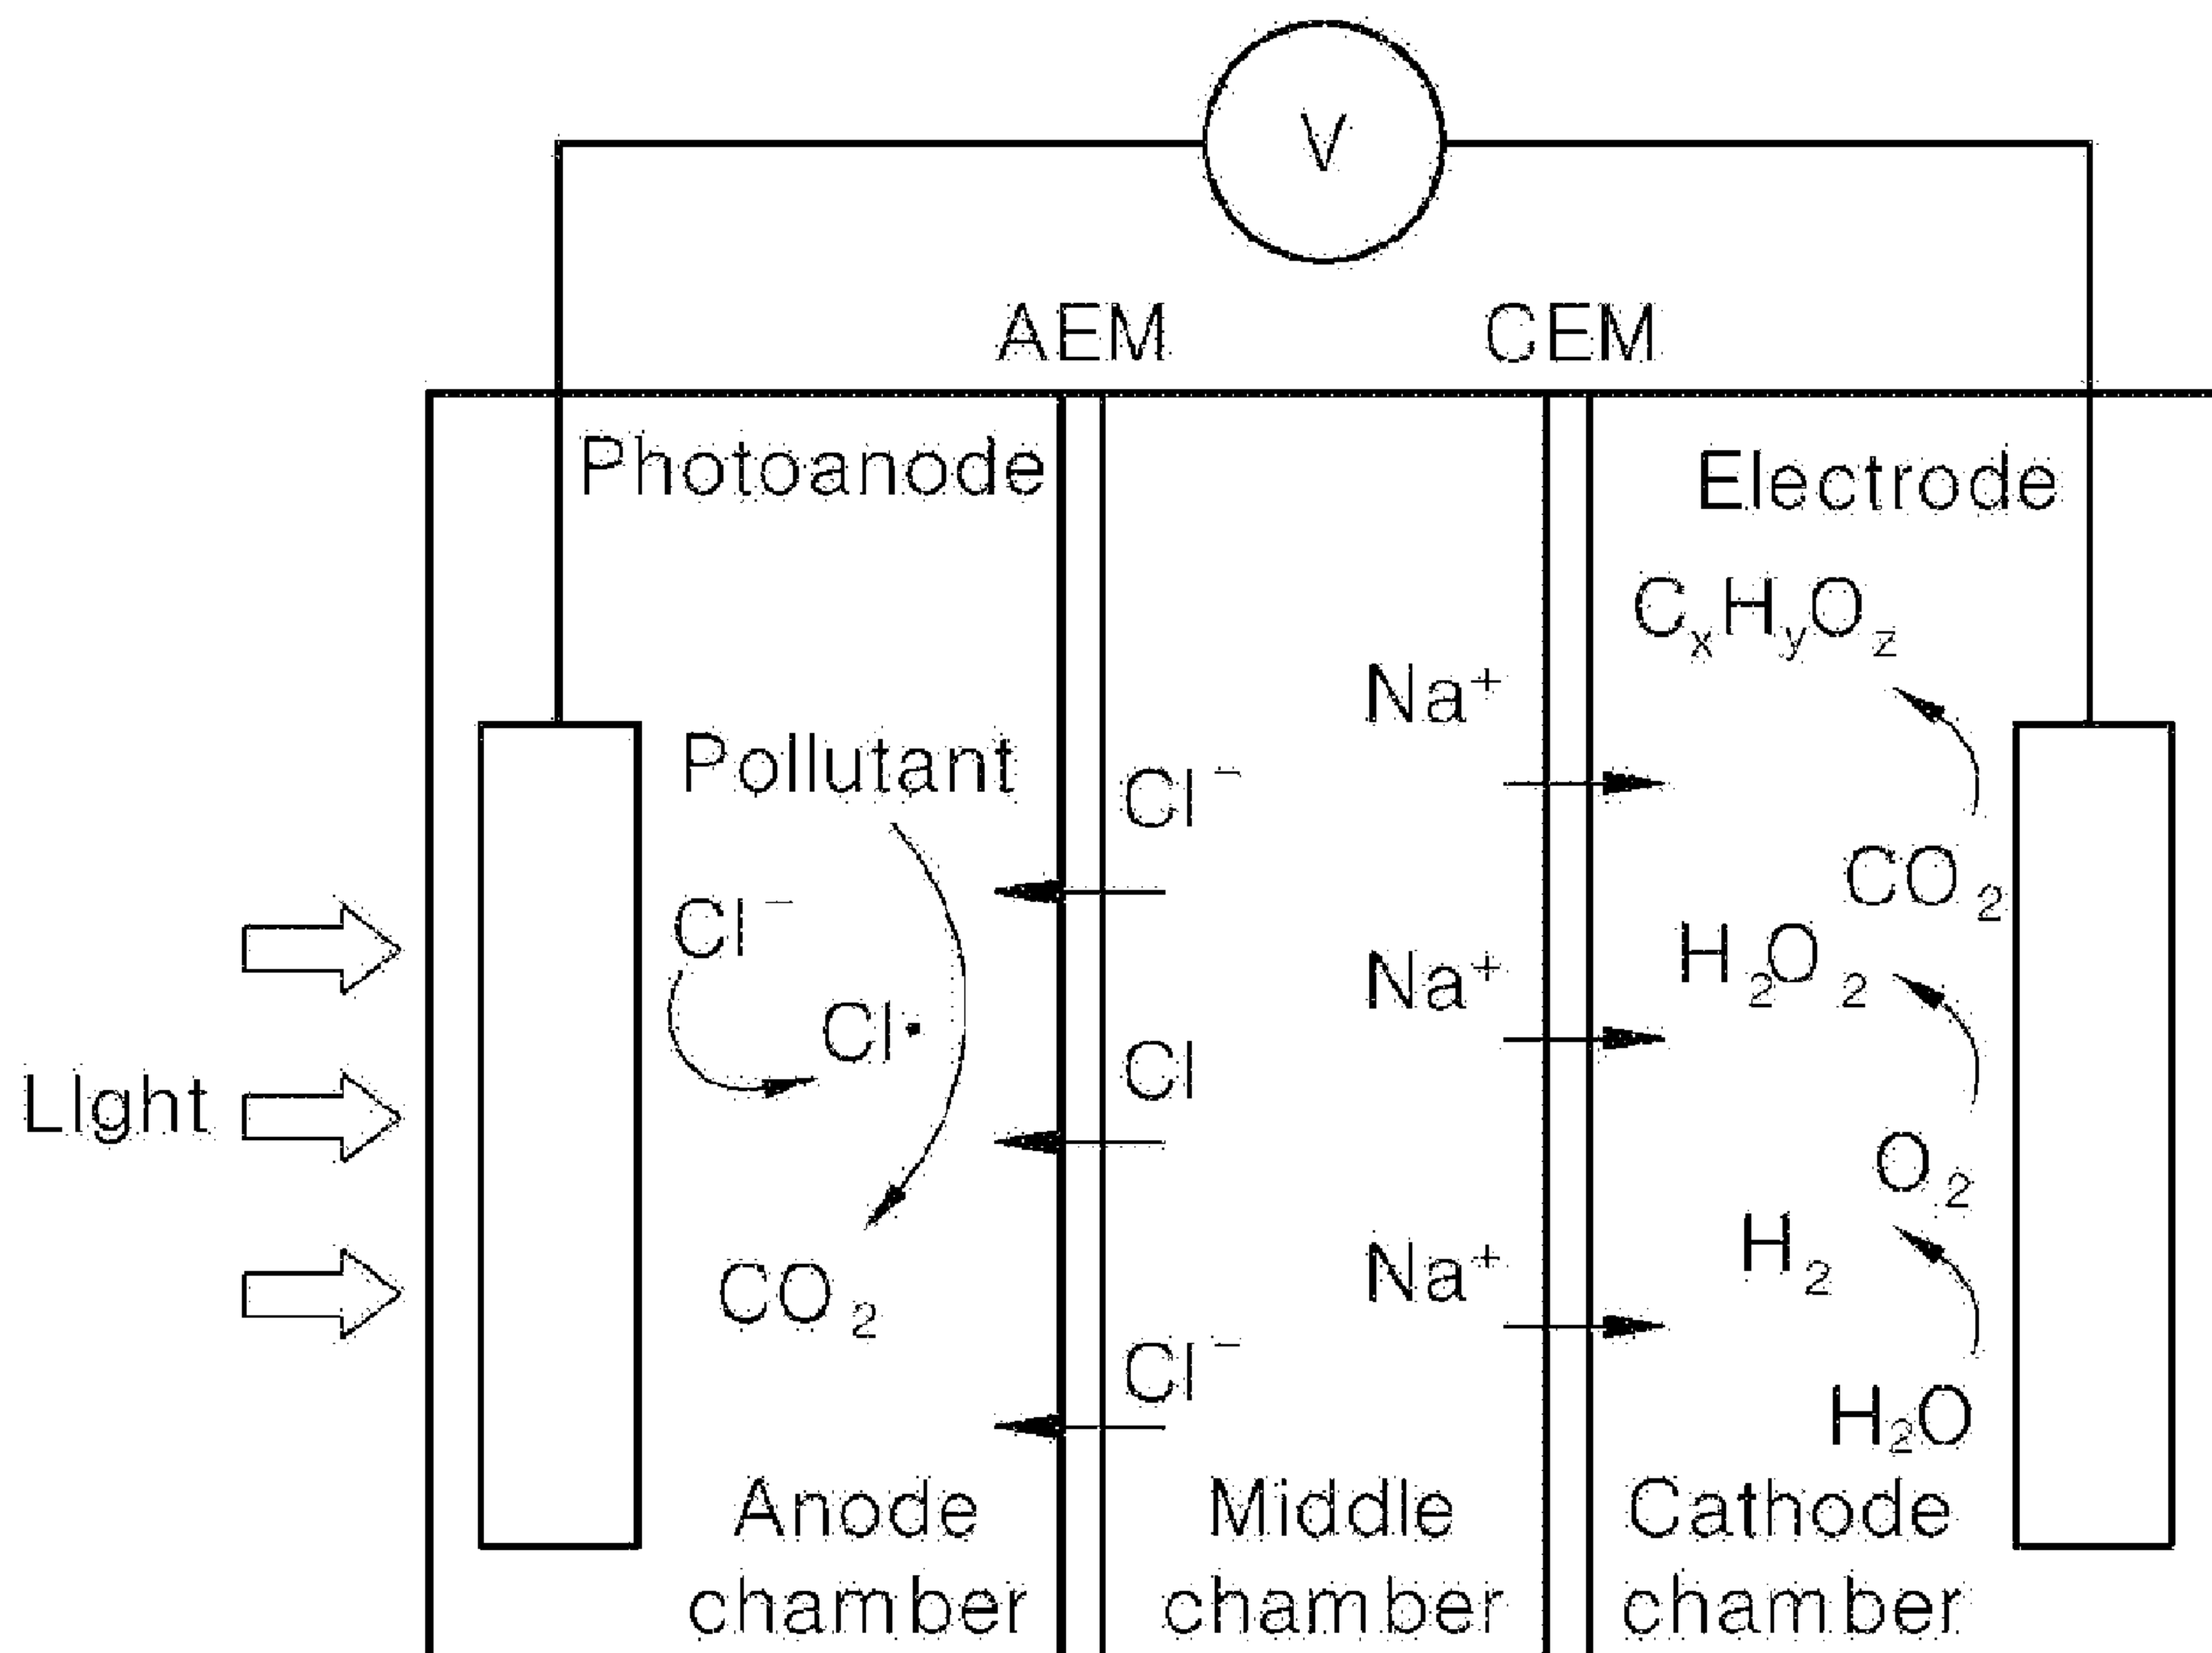 V
AEM
CEM
Photoanode
Electrode
CₓHᵧO_z
Na⁺
Pollutant
Cl⁻
CO₂
Cl⁻
H₂O₂
Na⁺
Cl•
Cl
LIght
O₂
H₂
Na⁺
CO₂
Cl⁻
H₂O
Anode
chamber
Middle
chamber
Cathode
chamber